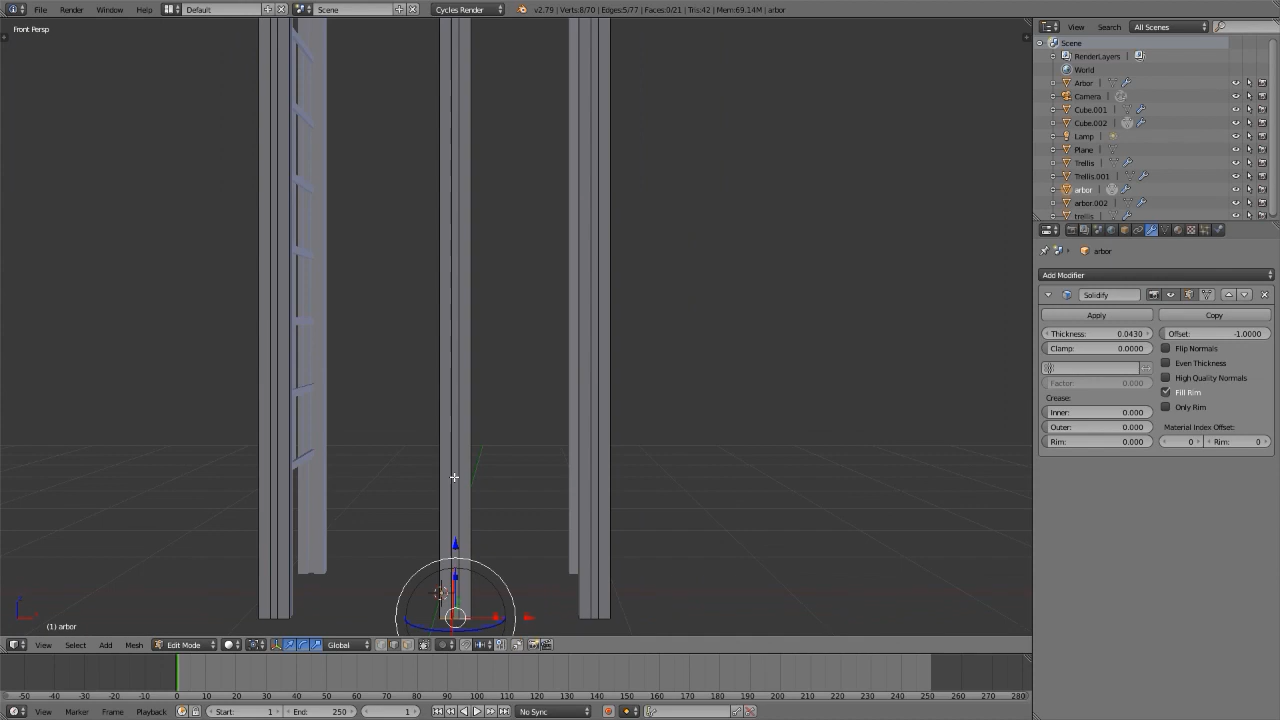 File Render Window Help Default Scene Cycles Render v2.79 | Verts:8/70 | Edges:5/77 | Faces:0/21 | Tris:42 | Mem:69.14M | arbor
Front Persp
(1) arbor
View Select Add Mesh Edit Mode Global
-50 -40 -30 -20 -10 0 10 20 30 40 50 60 70 80 90 100 110 120 130 140 150 160 170 180 190 200 210 220 230 240 250 260 270 280
View Marker Frame Playback Start: 1 End: 250 1 No Sync
View Search All Scenes
Scene
RenderLayers
World
Arbor
Camera
Cube.001
Cube.002
Lamp
Plane
Trellis
Trellis.001
arbor
arbor.002
trellis
arbor
Add Modifier
Solidify
Apply Copy
Thickness: 0.0430 Offset: -1.0000
Clamp: 0.0000 Flip Normals
Even Thickness
High Quality Normals
Factor: 0.000
Fill Rim
Crease:
Only Rim
Inner: 0.000
Outer: 0.000 Material Index Offset:
Rim: 0.000 0 Rim: 0